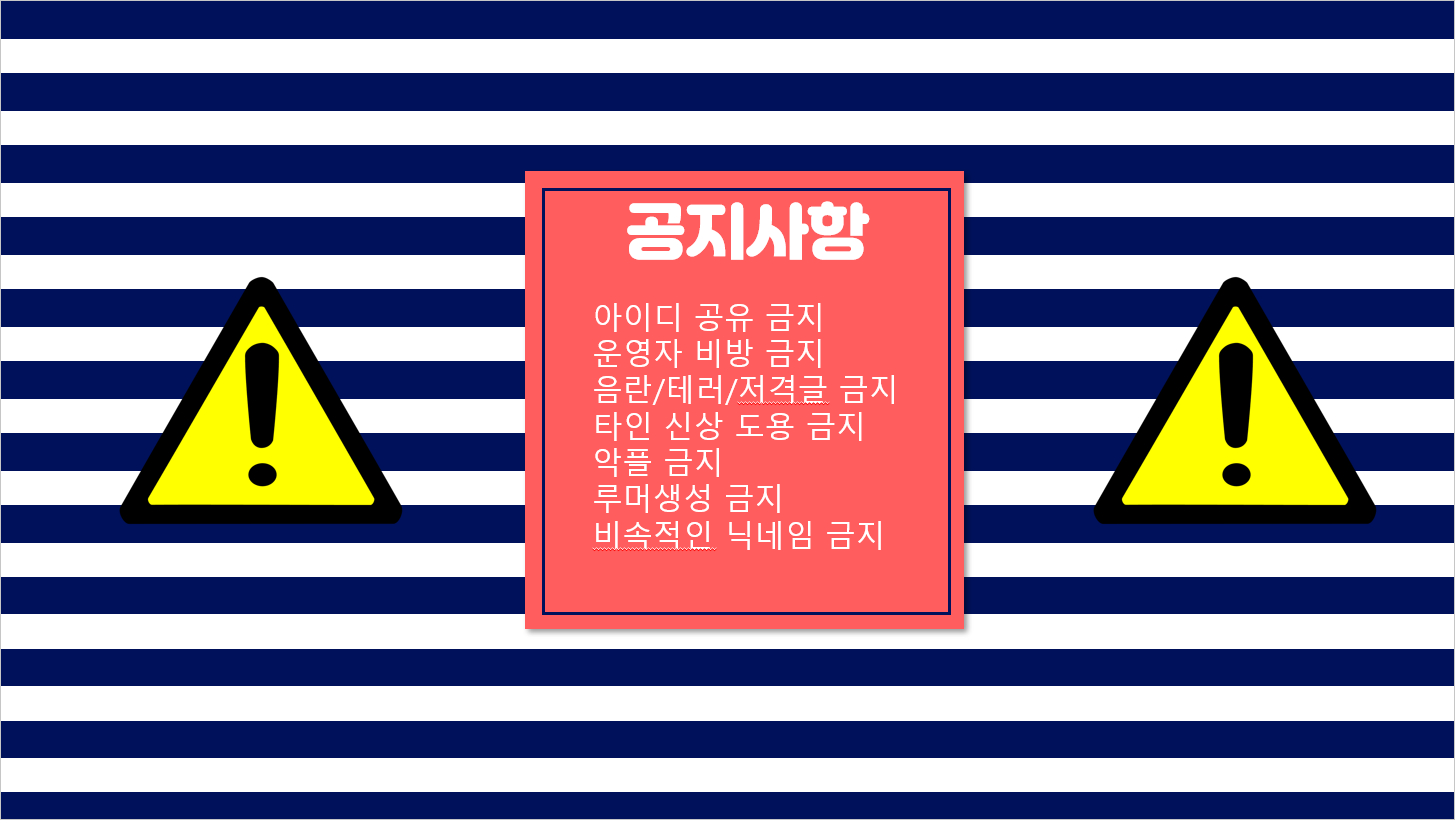 공지사항
아이디 공유 금지
운영자 비방 금지
음란/테러/저격글 금지
타인 신상 도용 금지
악플 금지
루머생성 금지
비속적인 닉네임 금지